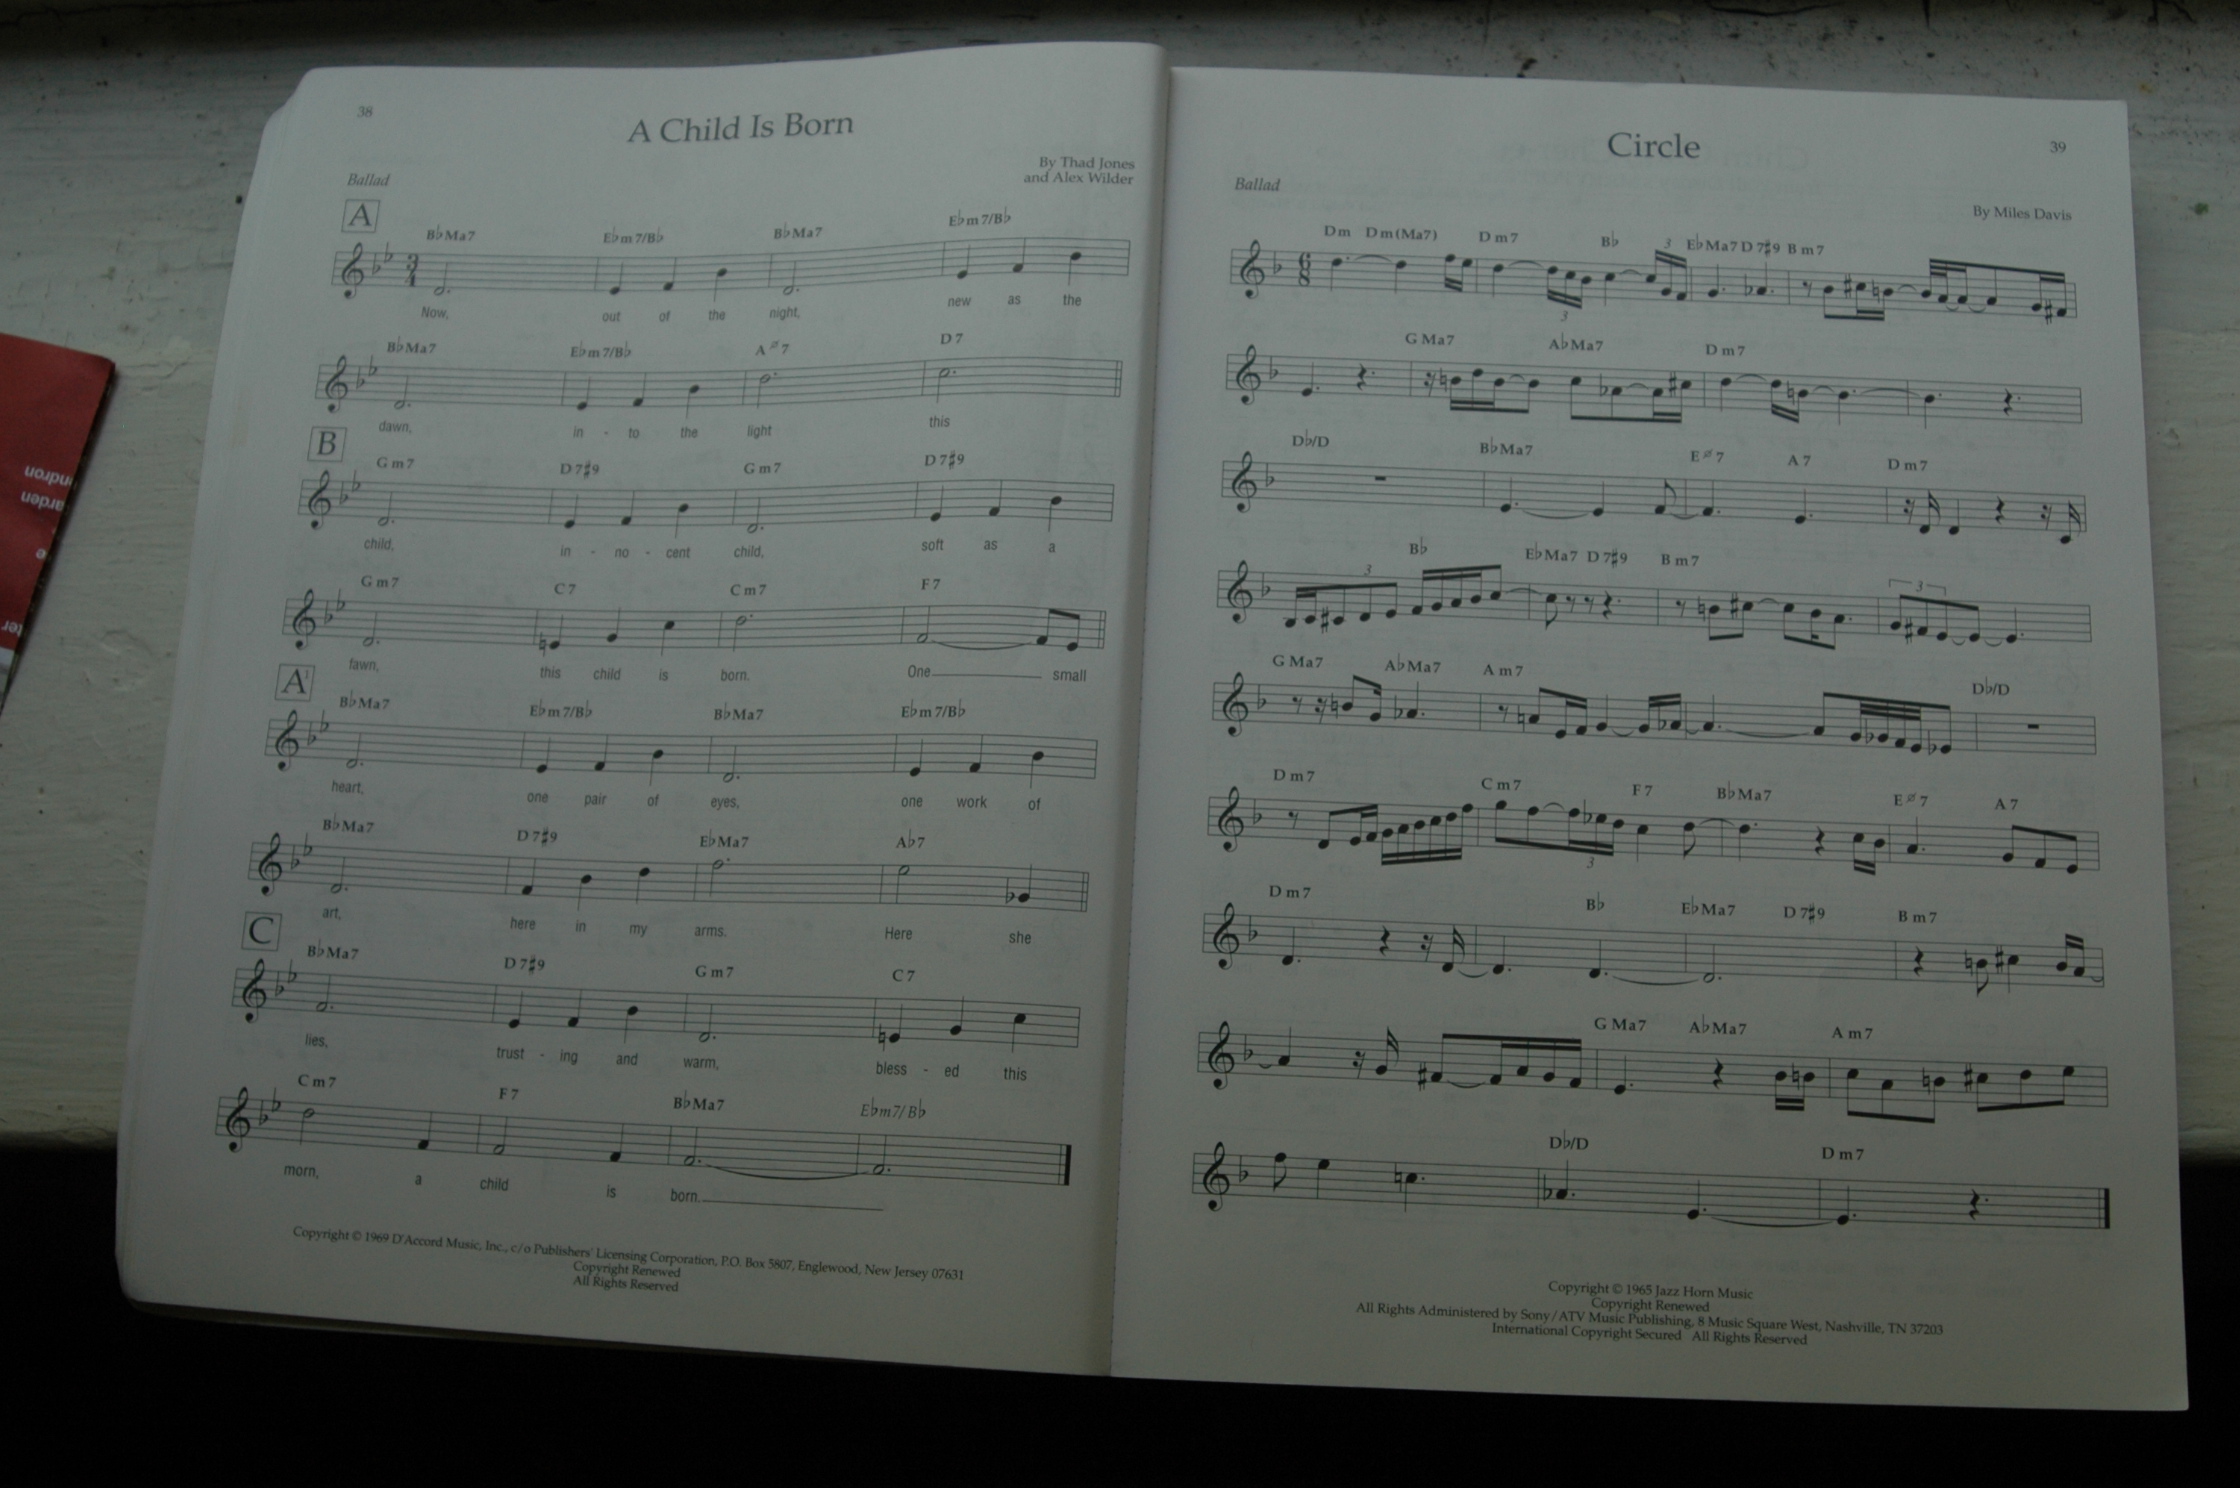 38
A Child Is Born
By Thad Jones
and Alex Wilder
Ballad
A
B♭Ma7 E♭m7/B♭ B♭Ma7 E♭m7/B♭
Now, out of the night, new as the
B♭Ma7 E♭m7/B♭ Aø7 D7
dawn, in - to the light this
B
Gm7 D7♯9 Gm7 D7♯9
child, in - no - cent child, soft as a
Gm7 C7 Cm7 F7
fawn, this child is born. One small
A'
B♭Ma7 E♭m7/B♭ B♭Ma7 E♭m7/B♭
heart, one pair of eyes, one work of
B♭Ma7 D7♯9 E♭Ma7 A♭7
art, here in my arms. Here she
C
B♭Ma7 D7♯9 Gm7 C7
lies, trust - ing and warm, bless - ed this
Cm7 F7 B♭Ma7 E♭m7/B♭
morn, a child is born.
Copyright © 1969 D'Accord Music, Inc., c/o Publishers' Licensing Corporation, P.O. Box 5807, Englewood, New Jersey 07631
Copyright Renewed
All Rights Reserved
39
Circle
By Miles Davis
Ballad
Dm Dm(Ma7) Dm7 B♭ E♭Ma7 D7♯9 Bm7
GMa7 A♭Ma7 Dm7
D♭/D B♭Ma7 Eø7 A7 Dm7
B♭ E♭Ma7 D7♯9 Bm7
GMa7 A♭Ma7 Am7 D♭/D
Dm7 Cm7 F7 B♭Ma7 Eø7 A7
Dm7 B♭ E♭Ma7 D7♯9 Bm7
GMa7 A♭Ma7 Am7
D♭/D Dm7
Copyright © 1965 Jazz Horn Music
Copyright Renewed
All Rights Administered by Sony/ATV Music Publishing, 8 Music Square West, Nashville, TN 37203
International Copyright Secured All Rights Reserved
arden
ndron